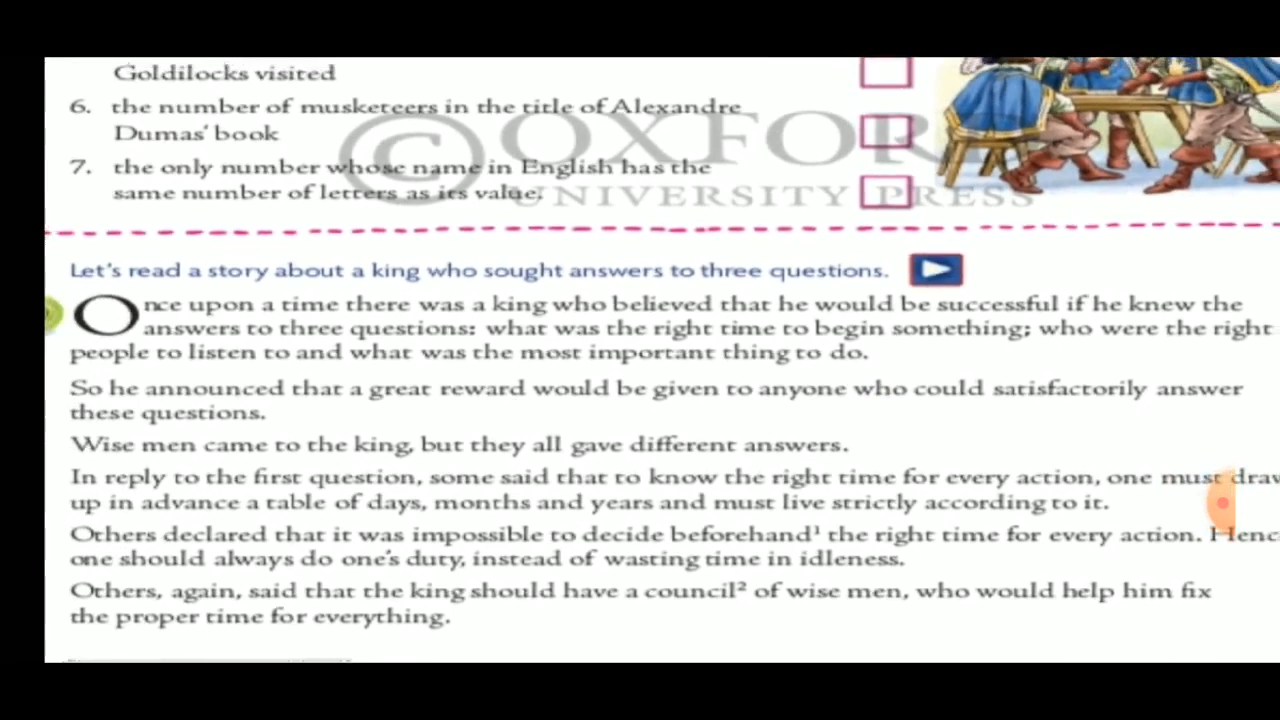 Goldilocks visited
6. the number of musketeers in the title of Alexandre
Dumas' book
7. the only number whose name in English has the
same number of letters as its value.
© OXFOR
UNIVERSITY PRESS
Let's read a story about a king who sought answers to three questions.
Once upon a time there was a king who believed that he would be successful if he knew the
answers to three questions: what was the right time to begin something; who were the right
people to listen to and what was the most important thing to do.
So he announced that a great reward would be given to anyone who could satisfactorily answer
these questions.
Wise men came to the king, but they all gave different answers.
In reply to the first question, some said that to know the right time for every action, one must draw
up in advance a table of days, months and years and must live strictly according to it.
Others declared that it was impossible to decide beforehand¹ the right time for every action. Henc
one should always do one's duty, instead of wasting time in idleness.
Others, again, said that the king should have a council² of wise men, who would help him fix
the proper time for everything.